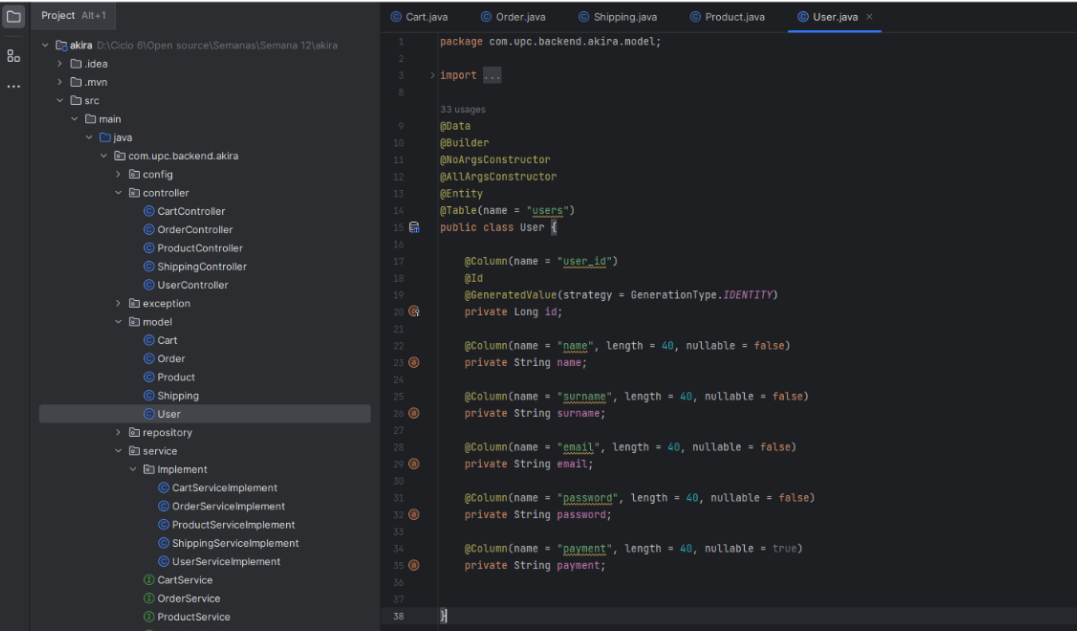 Project Alt+1
akira D:\Ciclo 6\Open source\Semanas\Semana 12\akira
.idea
.mvn
src
main
java
com.upc.backend.akira
config
controller
CartController
OrderController
ProductController
ShippingController
UserController
exception
model
Cart
Order
Product
Shipping
User
repository
service
Implement
CartServiceImplement
OrderServiceImplement
ProductServiceImplement
ShippingServiceImplement
UserServiceImplement
CartService
OrderService
ProductService
Cart.java Order.java Shipping.java Product.java User.java
1 package com.upc.backend.akira.model;
2
3 import ...
8
33 usages
9 @Data
10 @Builder
11 @NoArgsConstructor
12 @AllArgsConstructor
13 @Entity
14 @Table(name = "users")
15 public class User {
16
17 @Column(name = "user_id")
18 @Id
19 @GeneratedValue(strategy = GenerationType.IDENTITY)
20 private Long id;
21
22 @Column(name = "name", length = 40, nullable = false)
23 private String name;
24
25 @Column(name = "surname", length = 40, nullable = false)
26 private String surname;
27
28 @Column(name = "email", length = 40, nullable = false)
29 private String email;
30
31 @Column(name = "password", length = 40, nullable = false)
32 private String password;
33
34 @Column(name = "payment", length = 40, nullable = true)
35 private String payment;
36
37
38 }